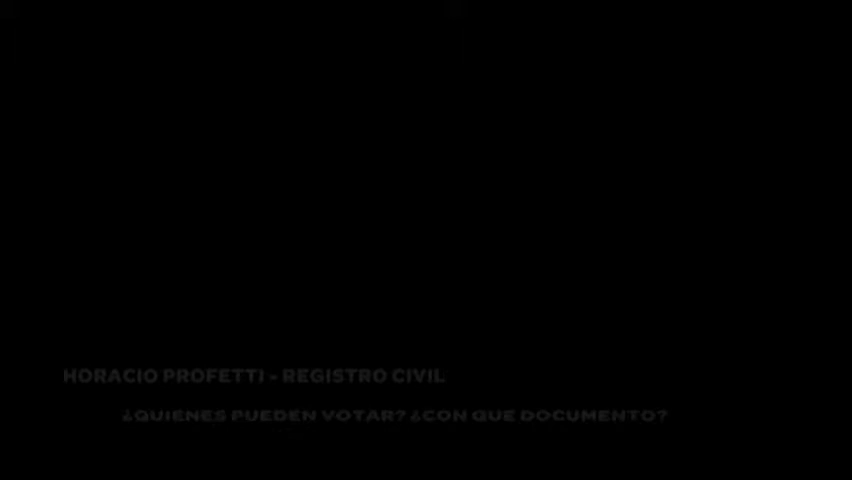 HORACIO PROFETTI - REGISTRO CIVIL
¿QUIENES PUEDEN VOTAR? ¿CON QUE DOCUMENTO?